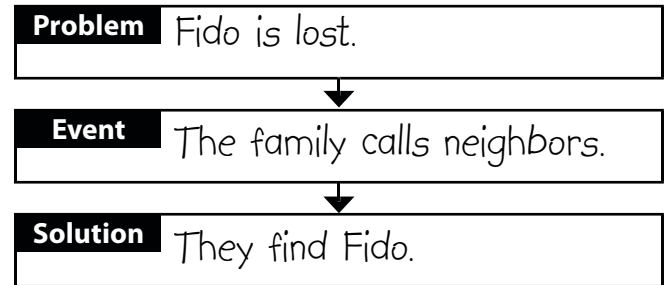 Problem Fido is lost.
Event The family calls neighbors.
Solution They find Fido.